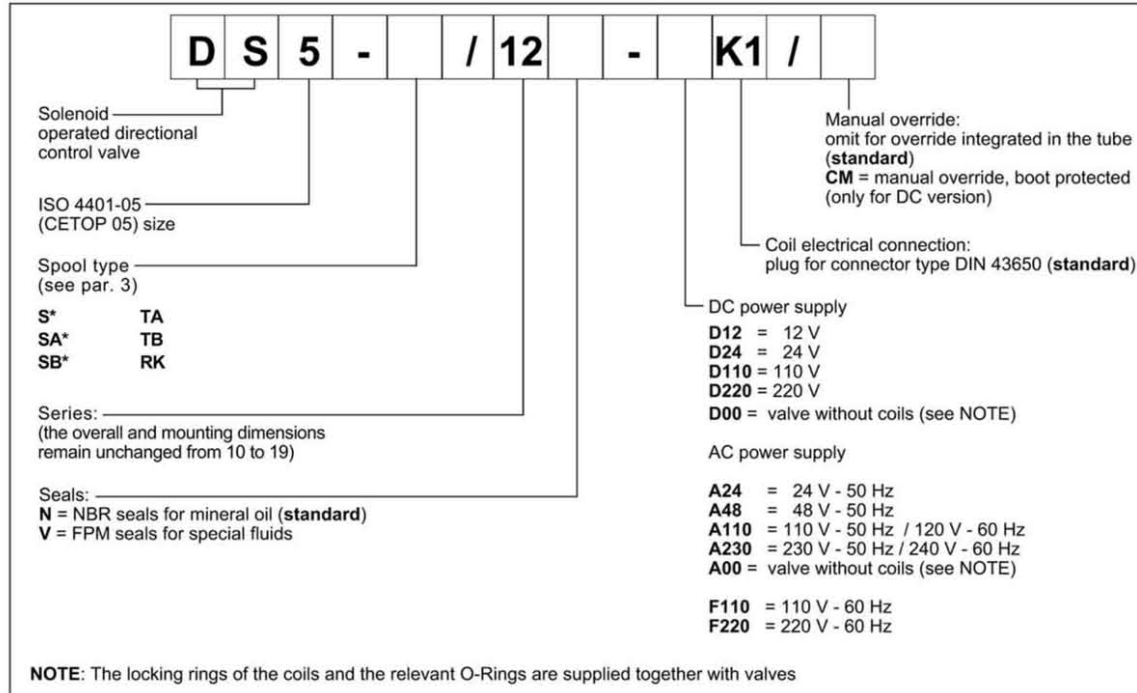 D S 5 - / 12 - K1 /
Solenoid
operated directional
control valve
ISO 4401-05
(CETOP 05) size
Spool type
(see par. 3)
S* TA
SA* TB
SB* RK
Series:
(the overall and mounting dimensions
remain unchanged from 10 to 19)
Seals:
N = NBR seals for mineral oil (standard)
V = FPM seals for special fluids
Manual override:
omit for override integrated in the tube
(standard)
CM = manual override, boot protected
(only for DC version)
Coil electrical connection:
plug for connector type DIN 43650 (standard)
DC power supply
D12 = 12 V
D24 = 24 V
D110 = 110 V
D220 = 220 V
D00 = valve without coils (see NOTE)
AC power supply
A24 = 24 V - 50 Hz
A48 = 48 V - 50 Hz
A110 = 110 V - 50 Hz / 120 V - 60 Hz
A230 = 230 V - 50 Hz / 240 V - 60 Hz
A00 = valve without coils (see NOTE)
F110 = 110 V - 60 Hz
F220 = 220 V - 60 Hz
NOTE: The locking rings of the coils and the relevant O-Rings are supplied together with valves